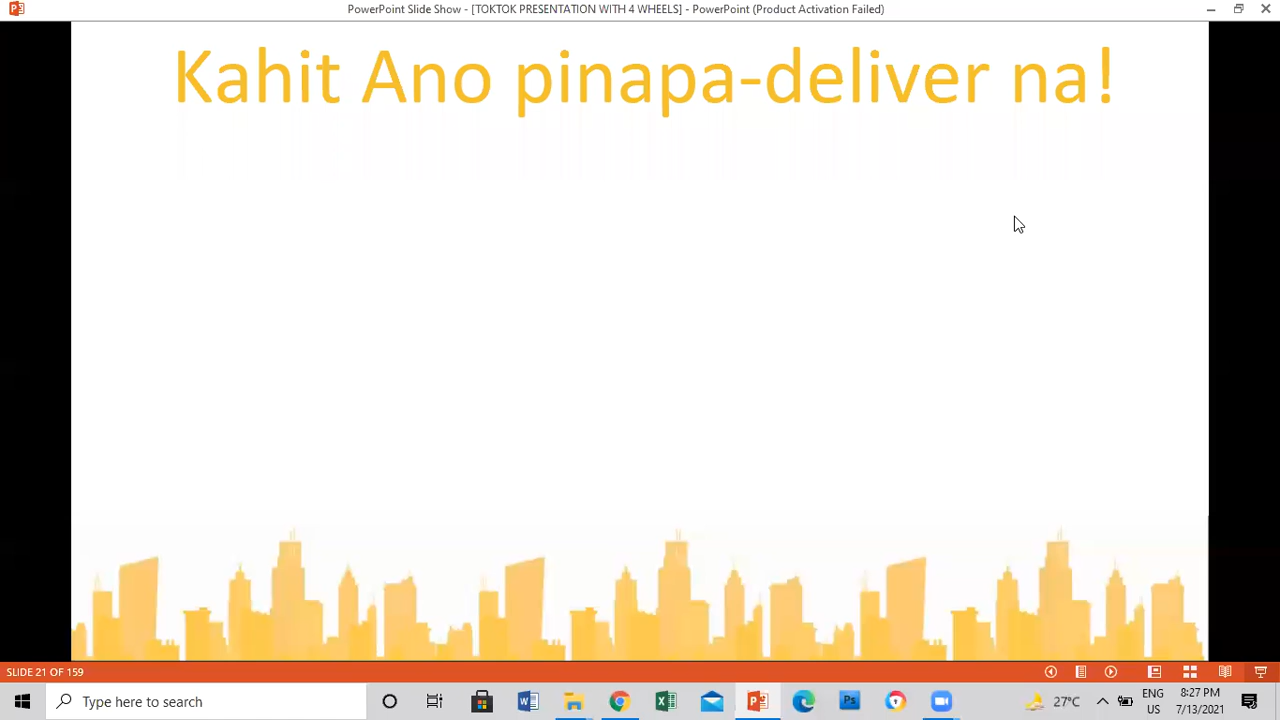 PowerPoint Slide Show - [TOKTOK PRESENTATION WITH 4 WHEELS] - PowerPoint (Product Activation Failed)
Kahit Ano pinapa-deliver na!
SLIDE 21 OF 159
Type here to search
27°C
ENG
US
8:27 PM
7/13/2021